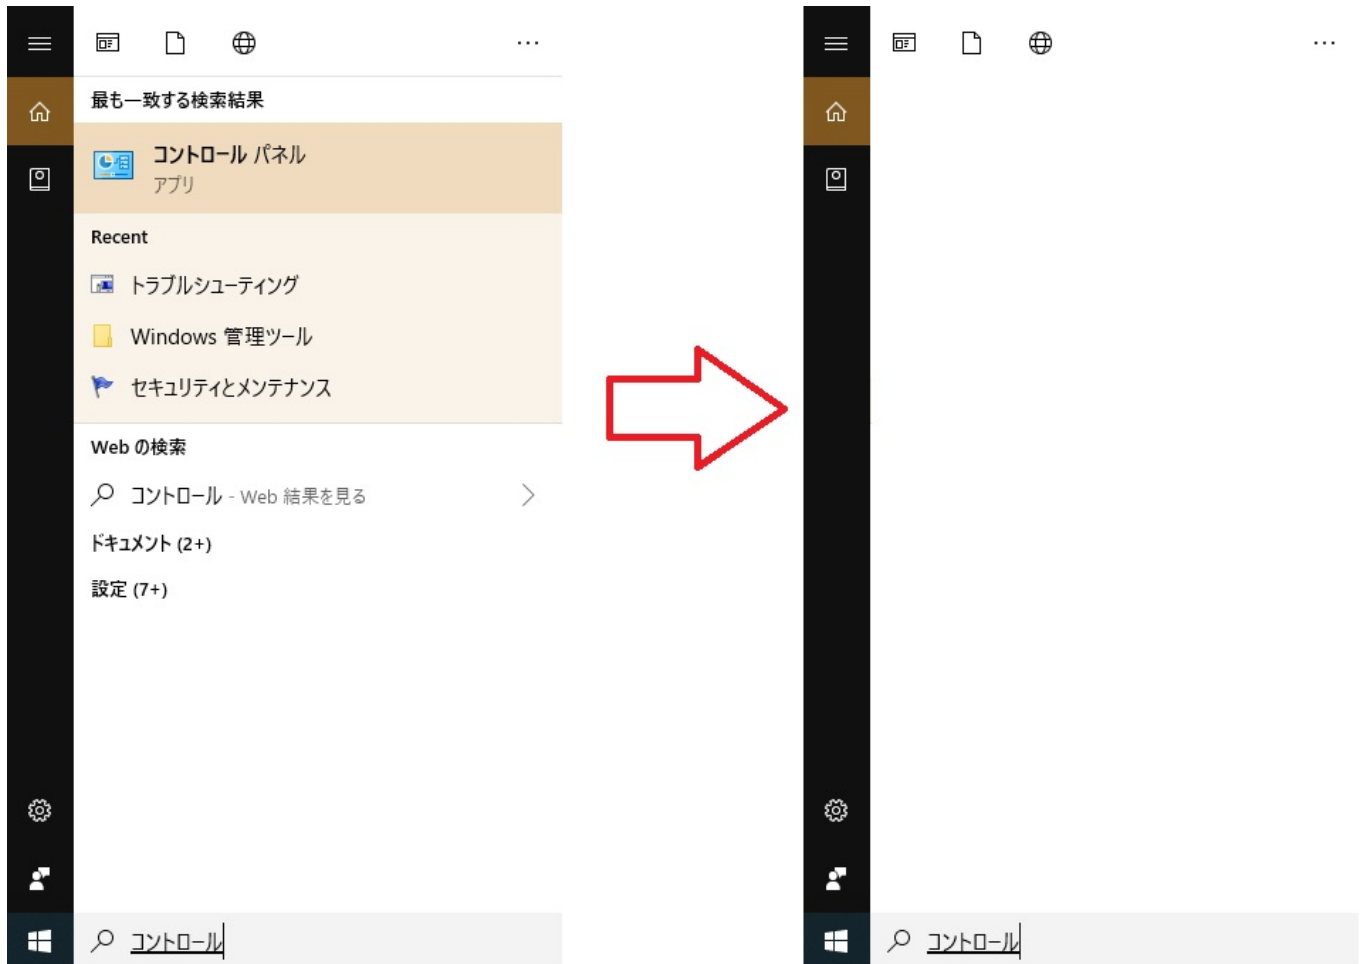 最も一致する検索結果
コントロール パネル
アプリ
Recent
トラブルシューティング
Windows 管理ツール
セキュリティとメンテナンス
Web の検索
コントロール - Web 結果を見る
ドキュメント (2+)
設定 (7+)
コントロール
コントロール